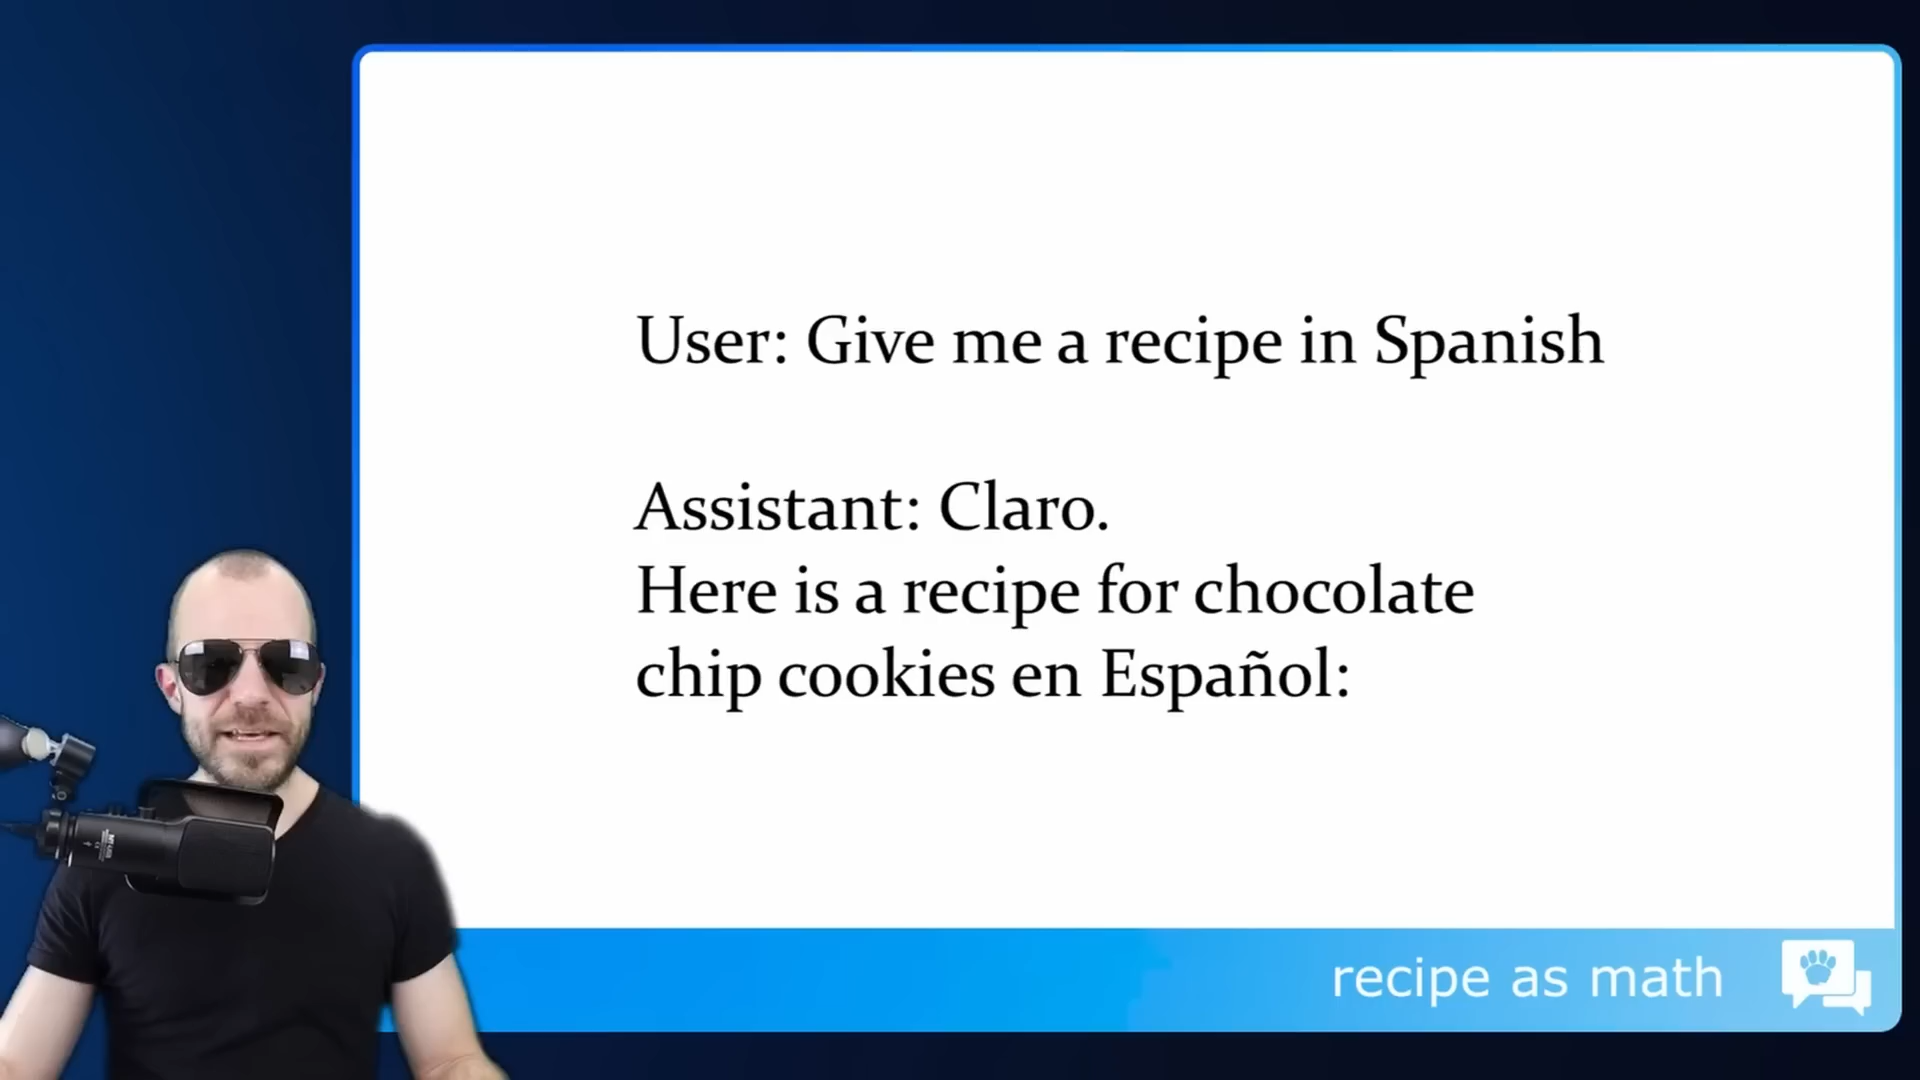 User: Give me a recipe in Spanish
Assistant: Claro.
Here is a recipe for chocolate
chip cookies en Español:
recipe as math